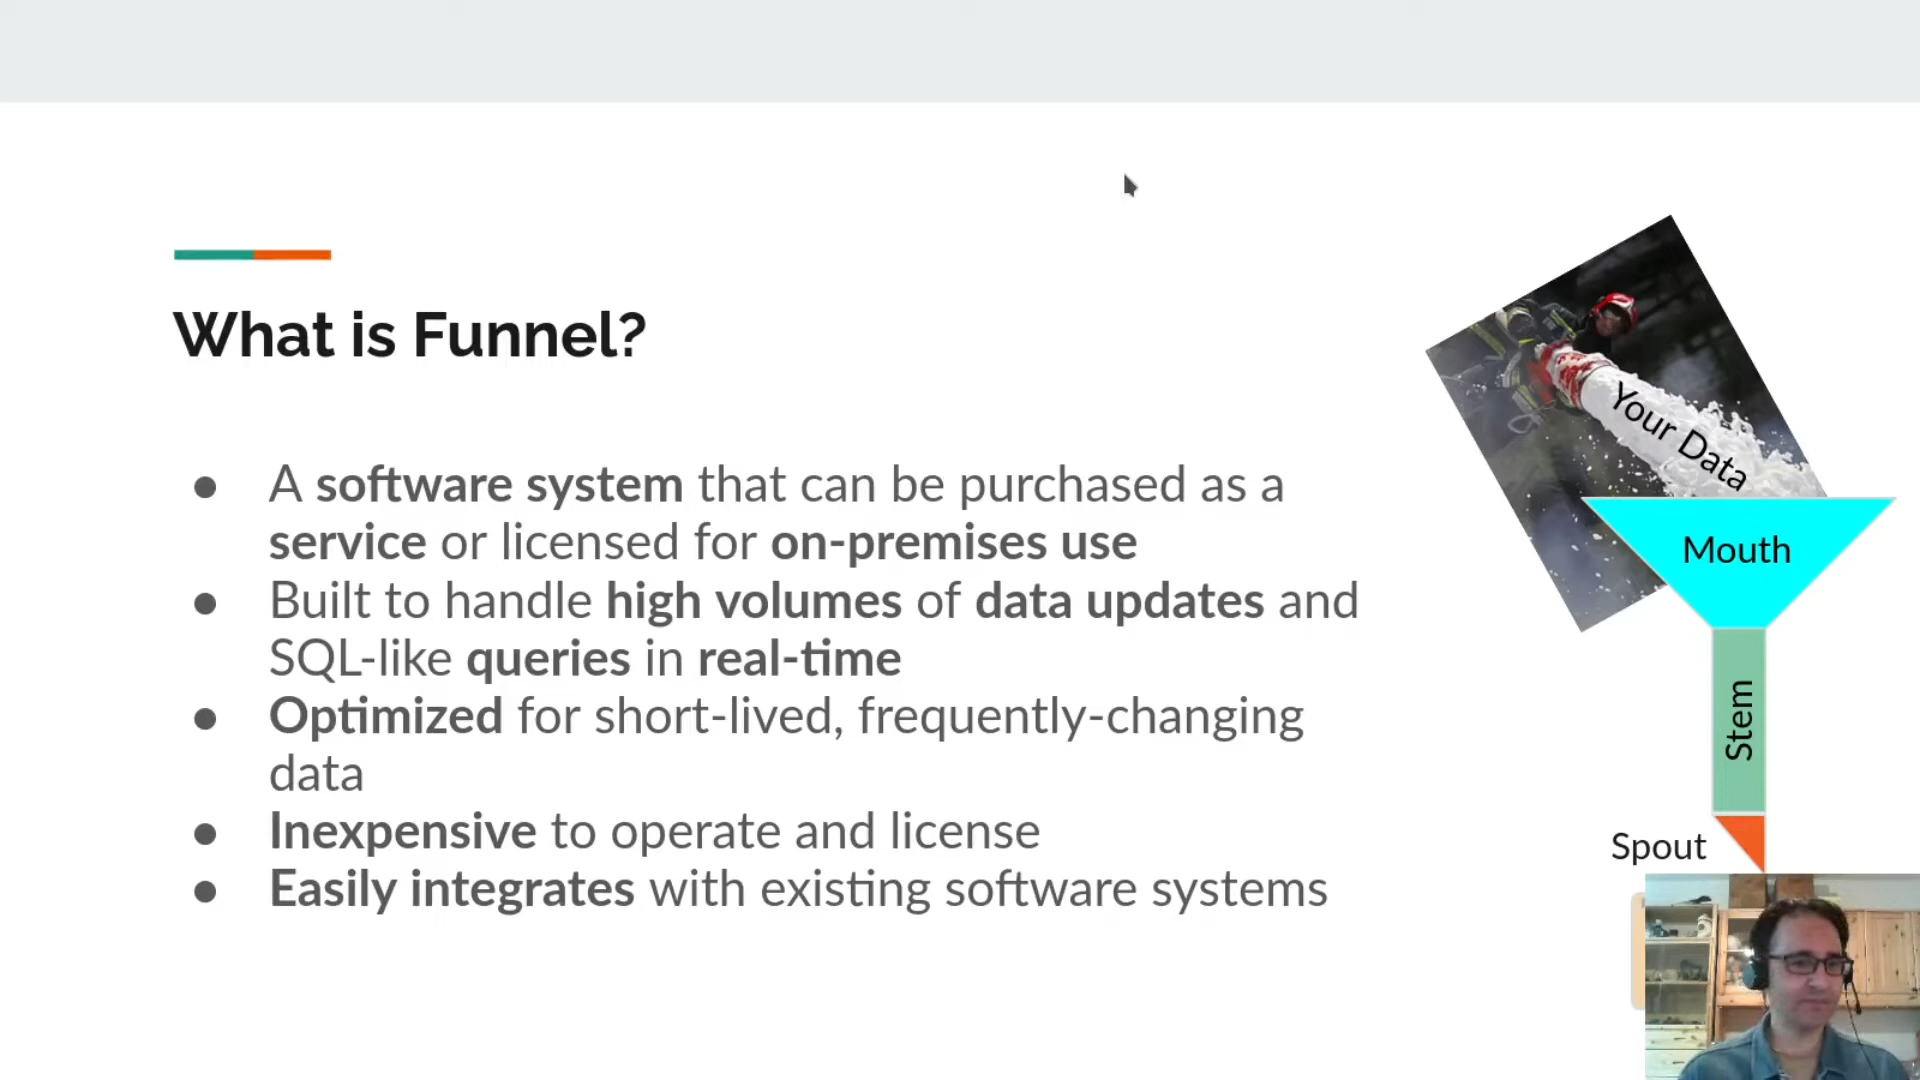 What is Funnel?
● A software system that can be purchased as a
service or licensed for on-premises use
● Built to handle high volumes of data updates and
SQL-like queries in real-time
● Optimized for short-lived, frequently-changing
data
● Inexpensive to operate and license
● Easily integrates with existing software systems
Your Data
Mouth
Stem
Spout